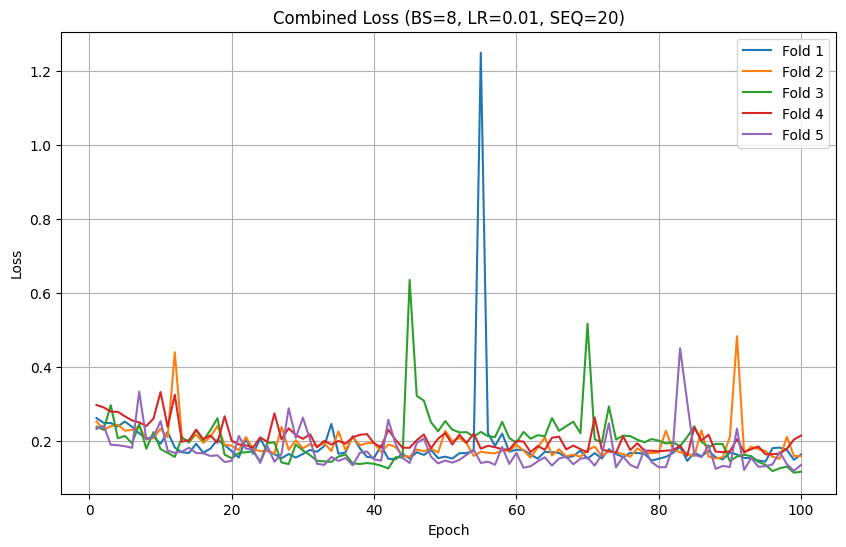 Combined Loss (BS=8, LR=0.01, SEQ=20)
Fold 1
Fold 2
Fold 3
Fold 4
Fold 5
1.2
1.0
0.8
0.6
0.4
0.2
Loss
0 20 40 60 80 100
Epoch